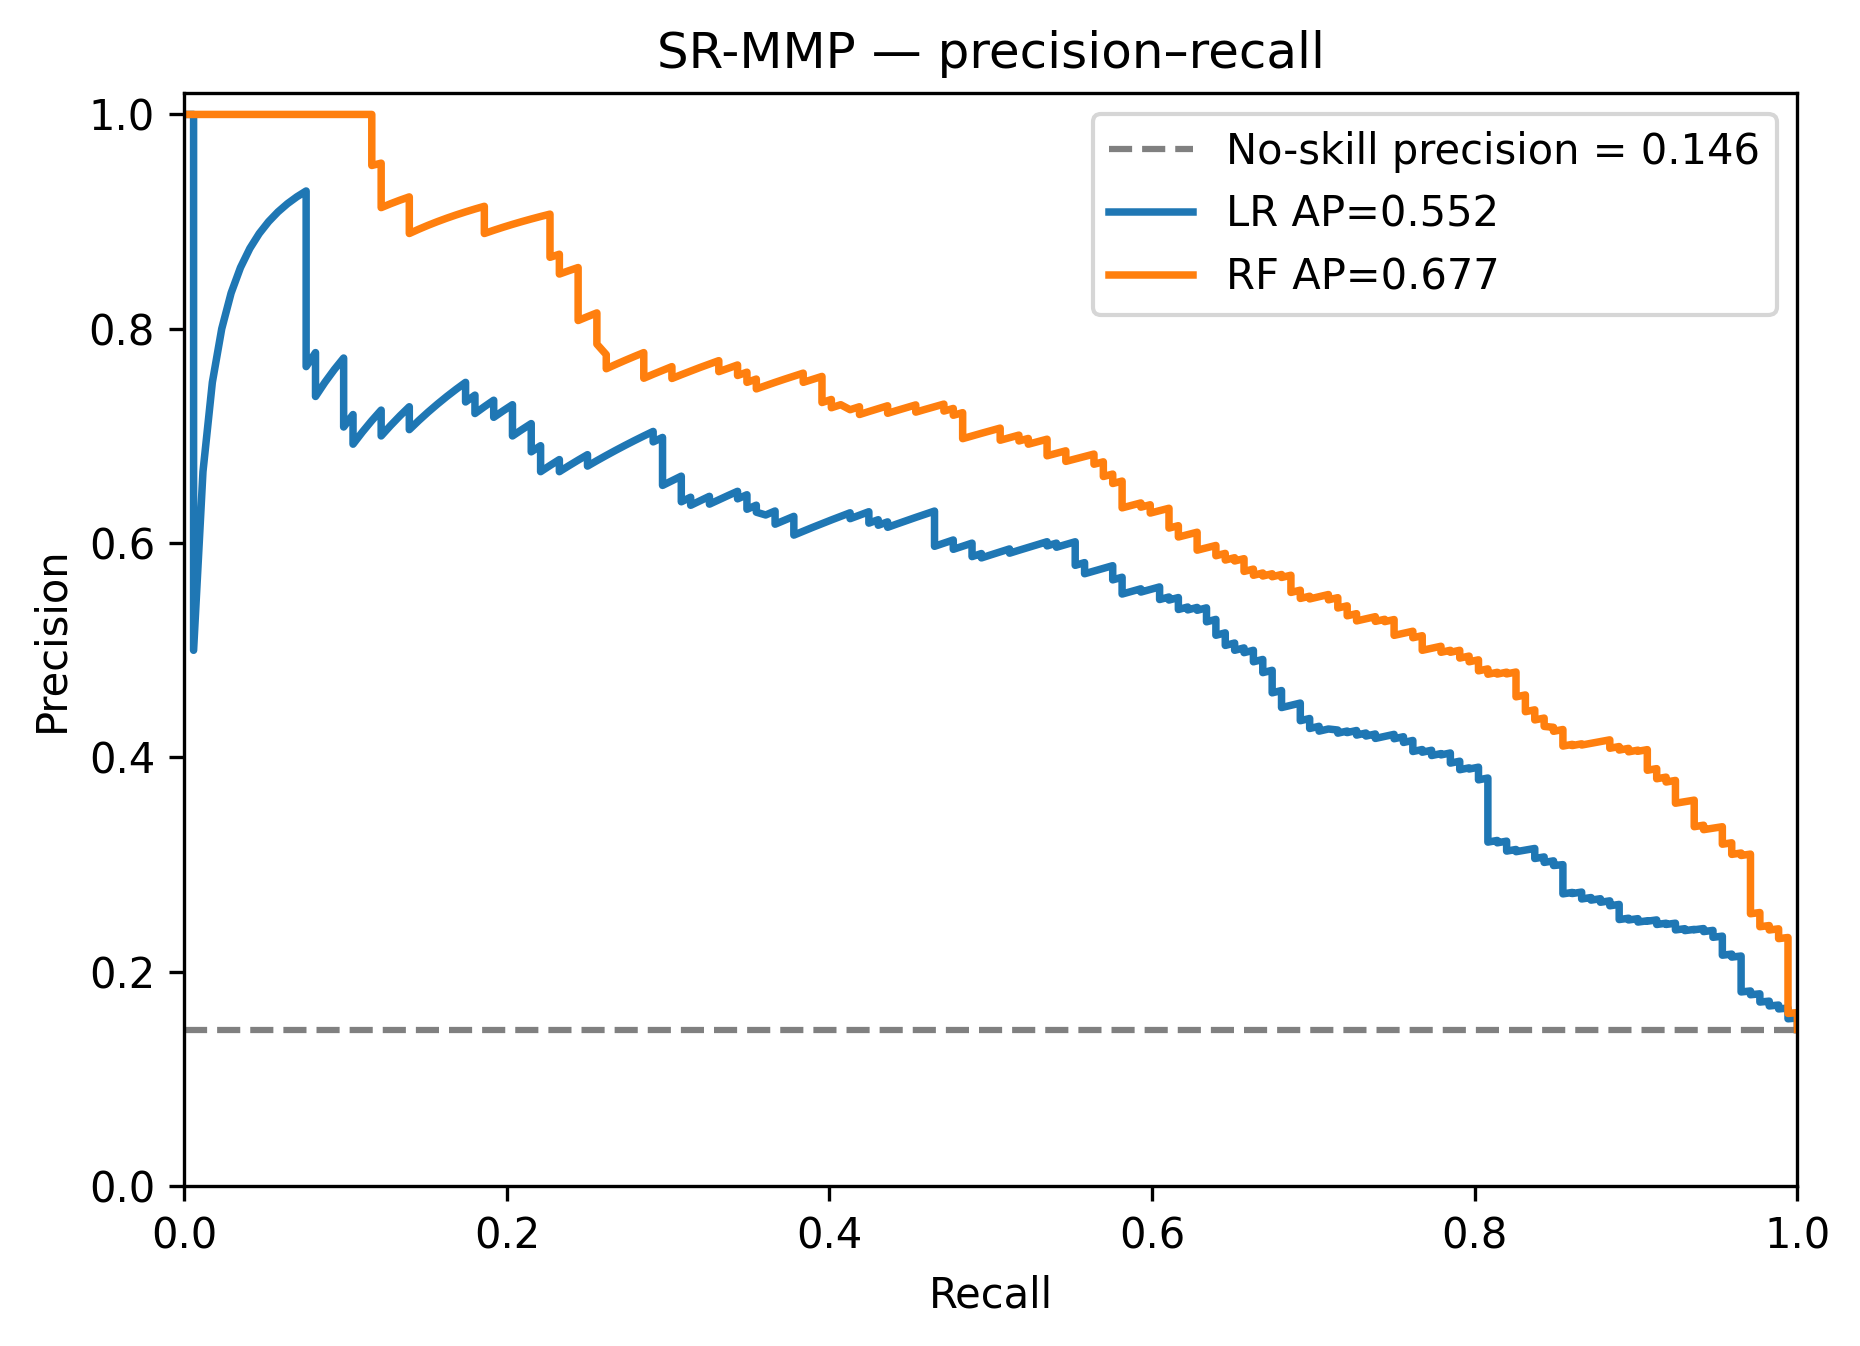 SR-MMP — precision–recall
No-skill precision = 0.146
LR AP=0.552
RF AP=0.677
Precision
1.0
0.8
0.6
0.4
0.2
0.0
0.0 0.2 0.4 0.6 0.8 1.0
Recall